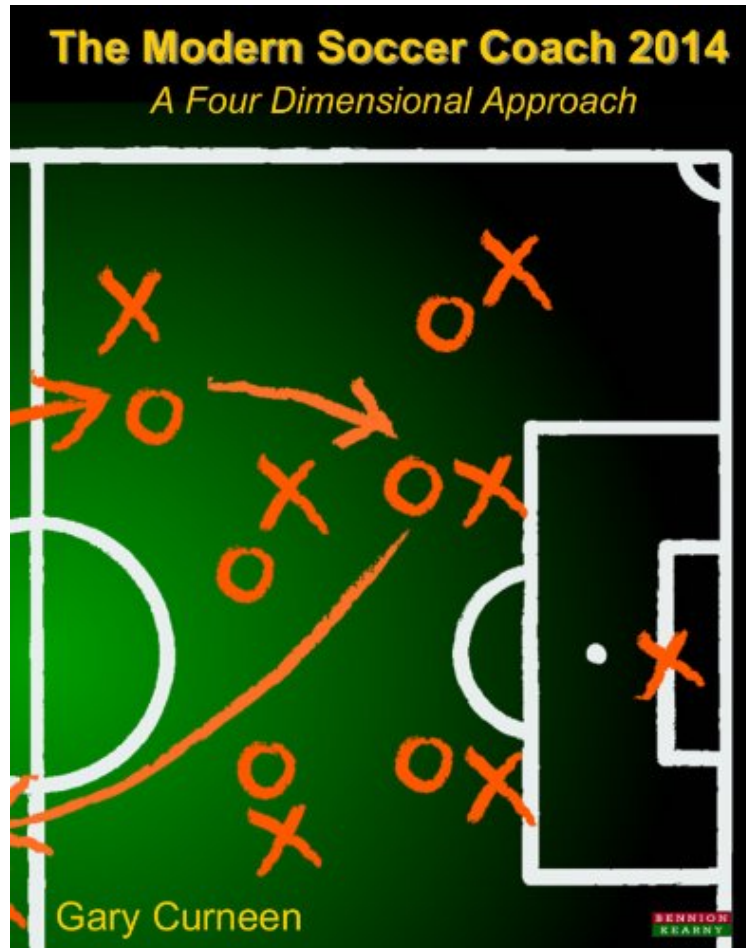 The Modern Soccer Coach 2014
A Four Dimensional Approach
Gary Curneen
BENNION
KEARNY